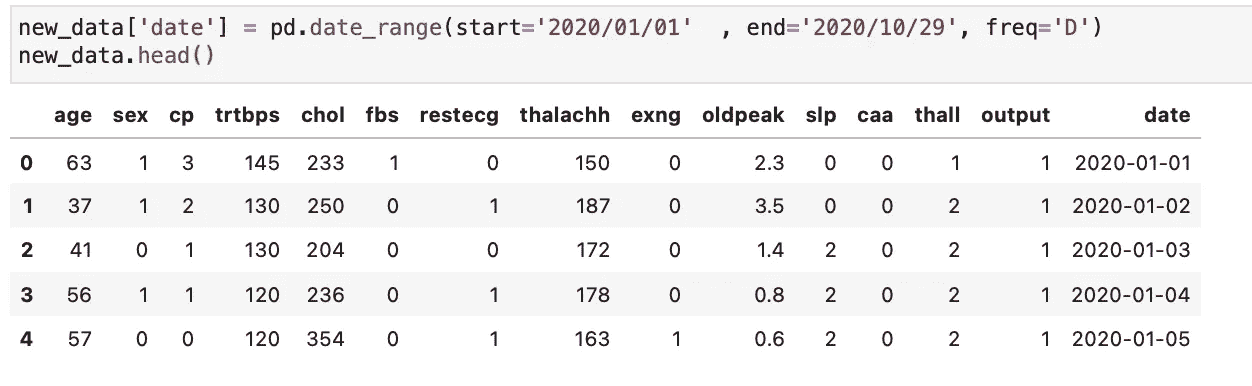 new_data['date'] = pd.date_range(start='2020/01/01'  , end='2020/10/29', freq='D')
new_data.head()
age sex cp trtbps chol fbs restecg thalachh exng oldpeak slp caa thall output date
0 63 1 3 145 233 1 0 150 0 2.3 0 0 1 1 2020-01-01
1 37 1 2 130 250 0 1 187 0 3.5 0 0 2 1 2020-01-02
2 41 0 1 130 204 0 0 172 0 1.4 2 0 2 1 2020-01-03
3 56 1 1 120 236 0 1 178 0 0.8 2 0 2 1 2020-01-04
4 57 0 0 120 354 0 1 163 1 0.6 2 0 2 1 2020-01-05